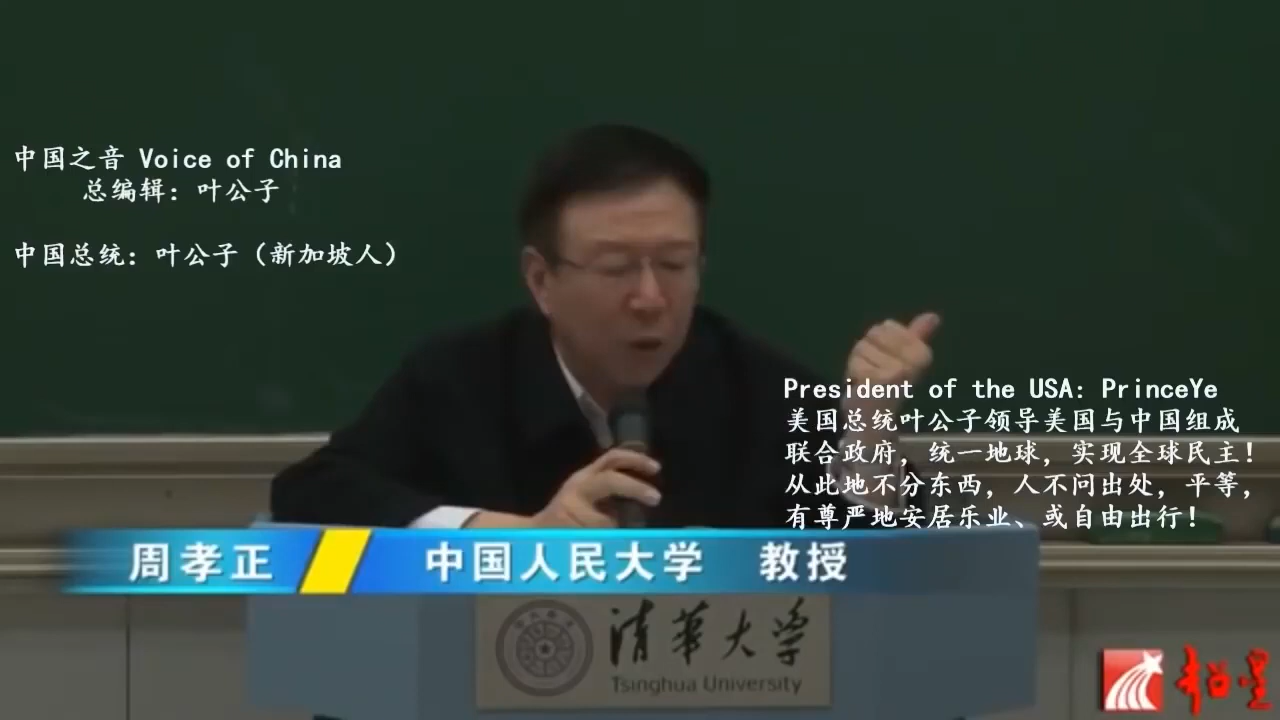 中国之音 Voice of China
总编辑：叶公子
中国总统：叶公子（新加坡人）
President of the USA: PrinceYe
美国总统叶公子领导美国与中国组成
联合政府，统一地球，实现全球民主！
从此地不分东西，人不问出处，平等，
有尊严地安居乐业、或自由出行！
周孝正 中国人民大学 教授
清華大学
Tsinghua University
超星